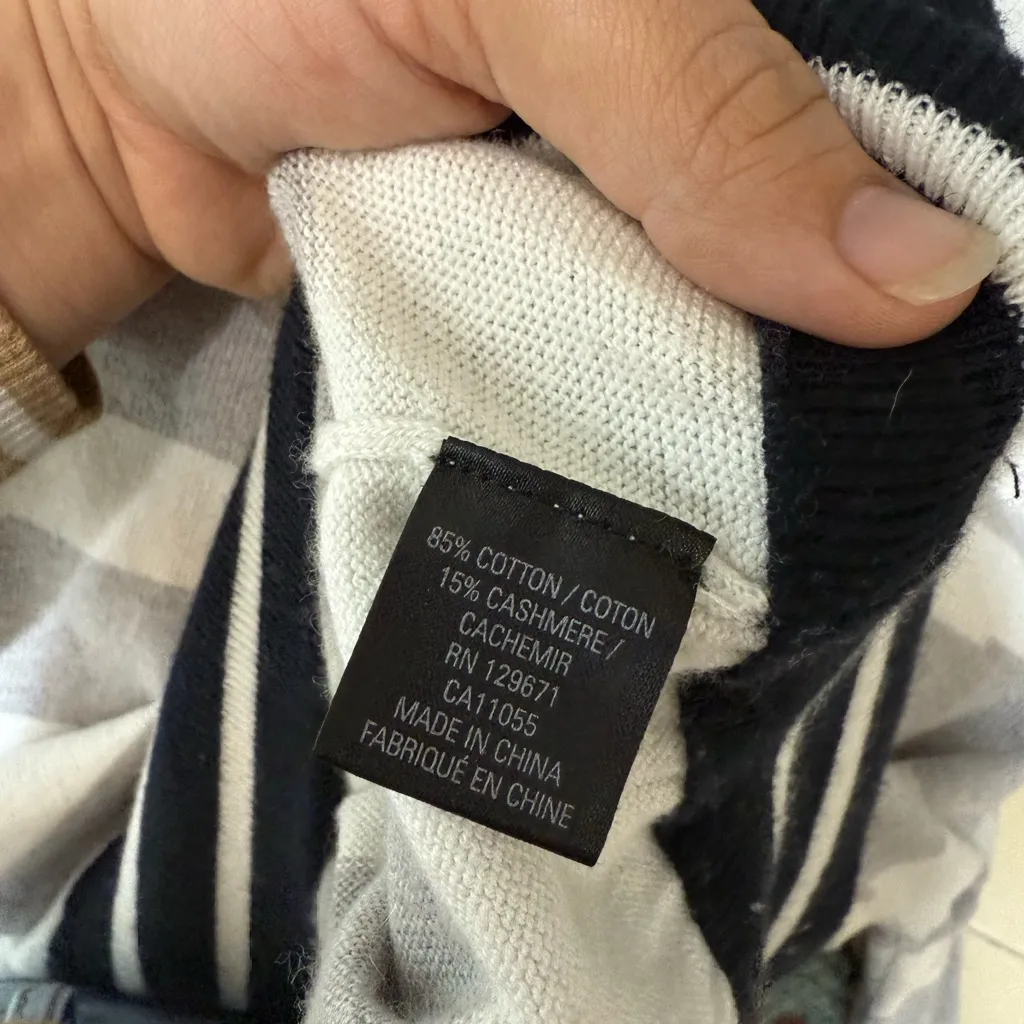 85% COTTON / COTON
15% CASHMERE /
CACHEMIR
RN 129671
CA11055
MADE IN CHINA
FABRIQUÉ EN CHINE